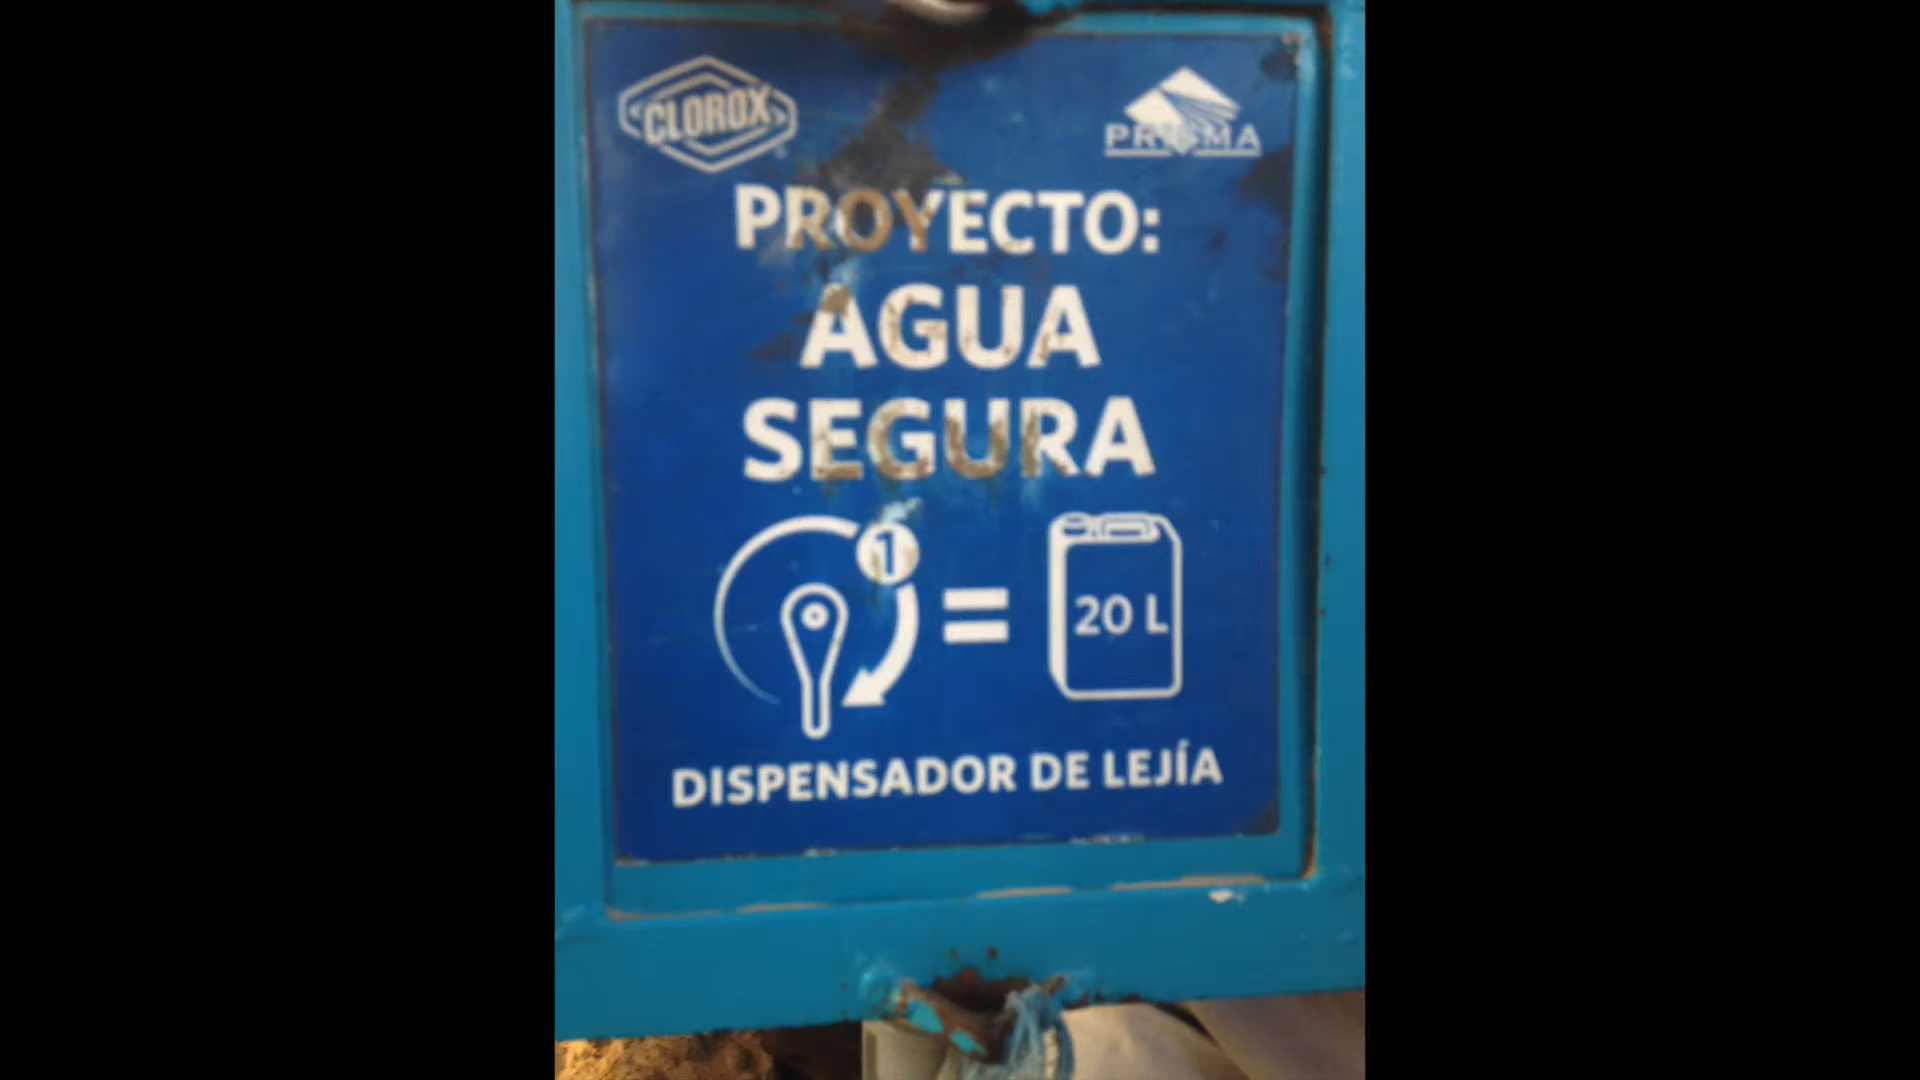 CLOROX
PRISMA
PROYECTO:
AGUA
SEGURA
1
=
20 L
DISPENSADOR DE LEJÍA